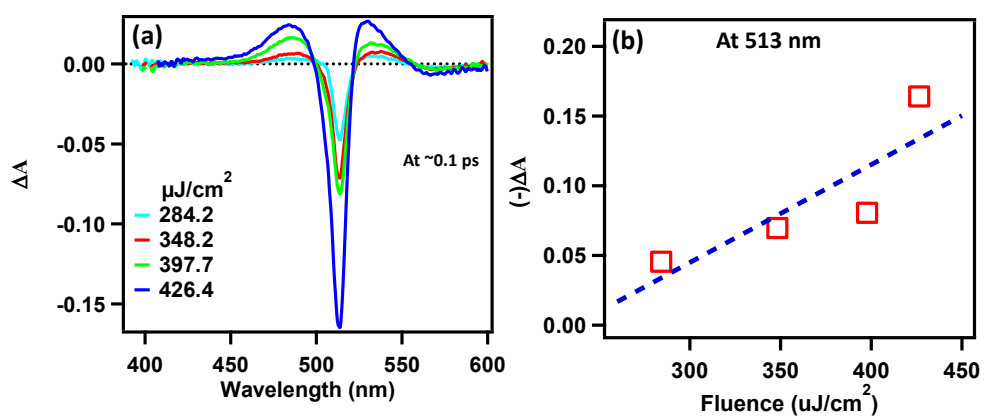 (a)
0.00
-0.05
-0.10
-0.15
ΔA
At ~0.1 ps
µJ/cm²
284.2
348.2
397.7
426.4
400 450 500 550 600
Wavelength (nm)
(b)
At 513 nm
0.20
0.15
0.10
0.05
0.00
(-)ΔA
300 350 400 450
Fluence (uJ/cm²)